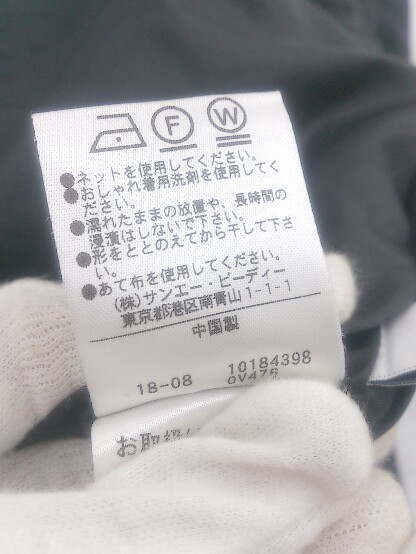 F W
●ネットを使用してください。
●おしゃれ着用洗剤を使用してく
ださい。
●濡れたままの放置や、長時間の
浸漬はしないで下さい。
●形をととのえてから干して下さ
い。
●あて布を使用してください。
(株)サンエー・ビーディー
東京都港区南青山1-1-1
中国製
18-08 10184398
0V476
お取扱い